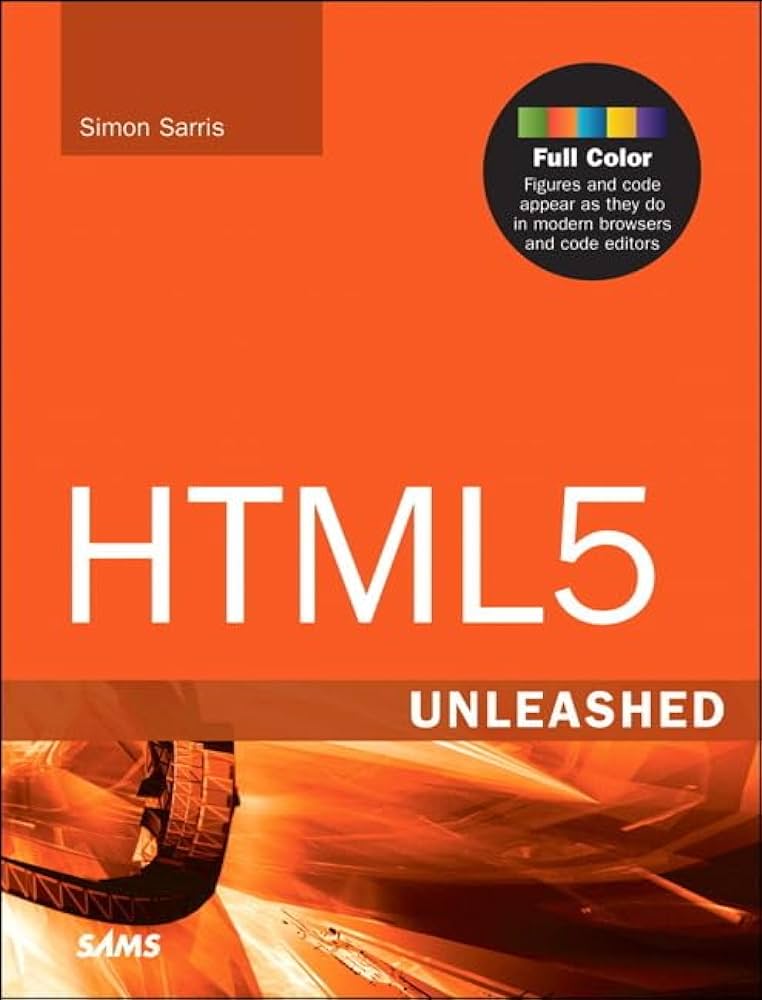 Simon Sarris
Full Color
Figures and code
appear as they do
in modern browsers
and code editors
HTML5
UNLEASHED
SAMS